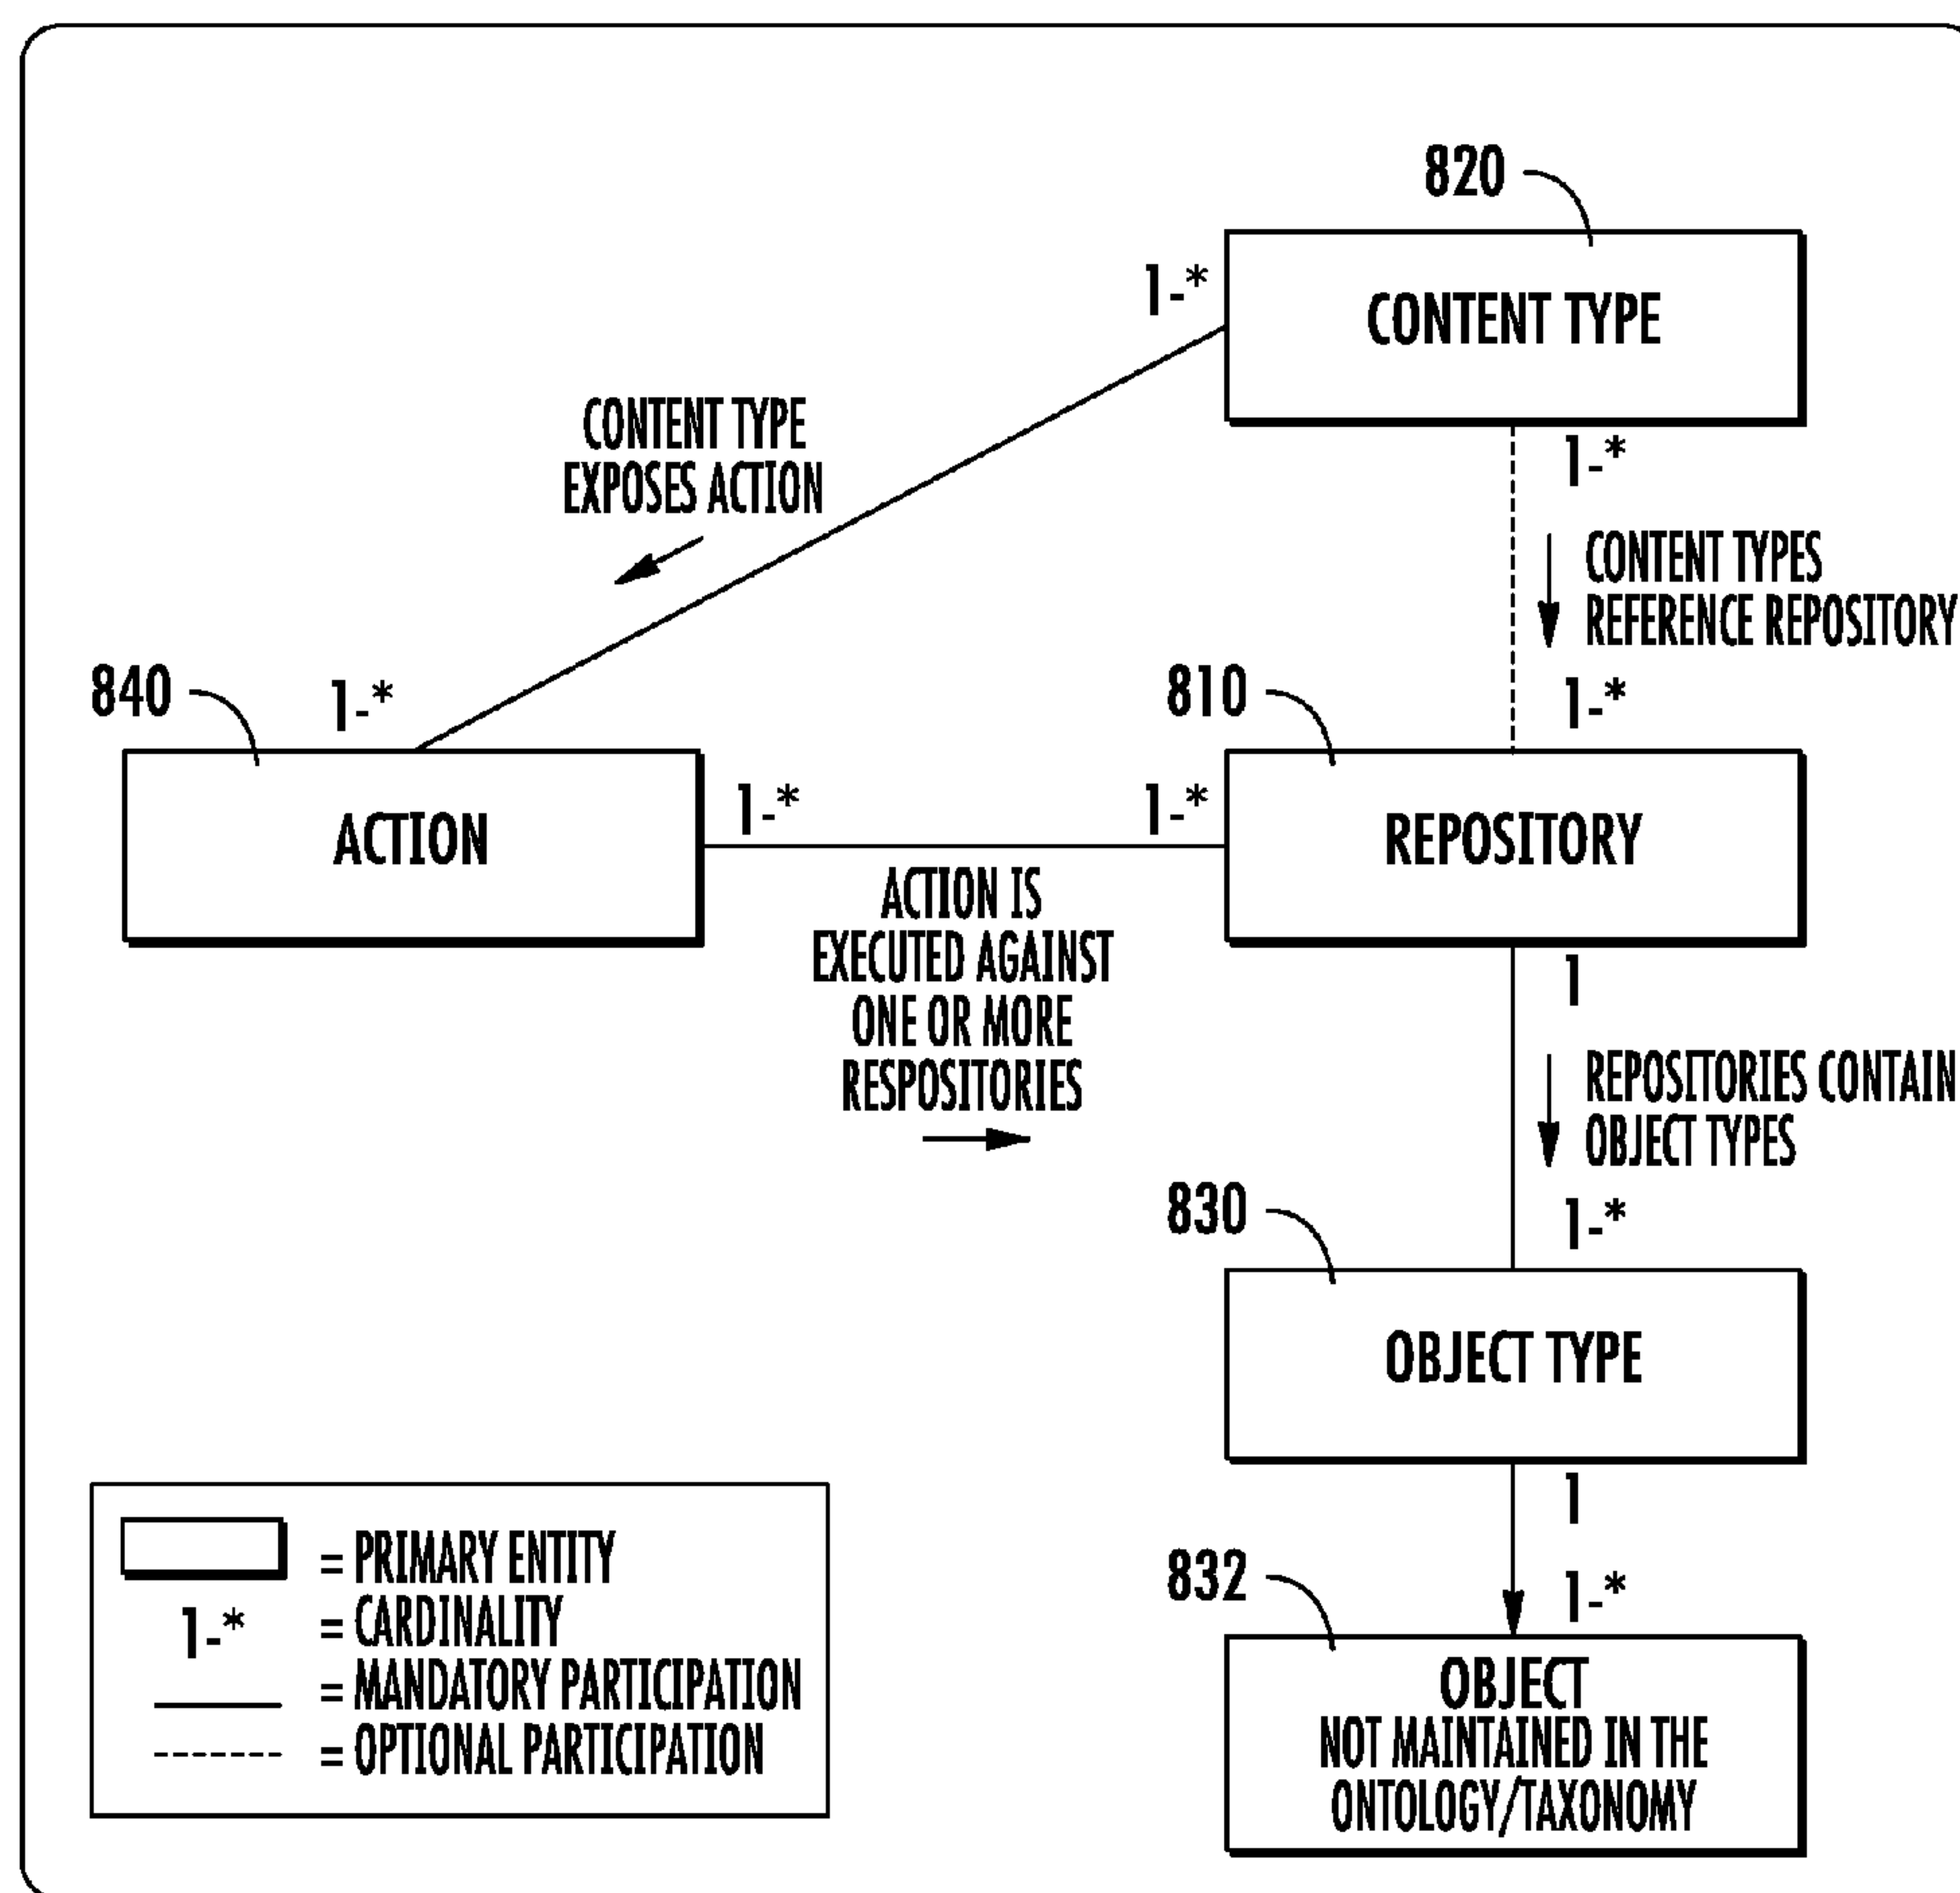 820
1-*
CONTENT TYPE
CONTENT TYPE
EXPOSES ACTION
1-*
CONTENT TYPES
REFERENCE REPOSITORY
840
1-*
810
1-*
ACTION
1-*
1-*
REPOSITORY
ACTION IS
EXECUTED AGAINST
ONE OR MORE
RESPOSITORIES
1
REPOSITORIES CONTAIN
OBJECT TYPES
830
1-*
OBJECT TYPE
1
832
1-*
OBJECT
NOT MAINTAINED IN THE
ONTOLOGY/TAXONOMY
= PRIMARY ENTITY
1-* = CARDINALITY
= MANDATORY PARTICIPATION
= OPTIONAL PARTICIPATION